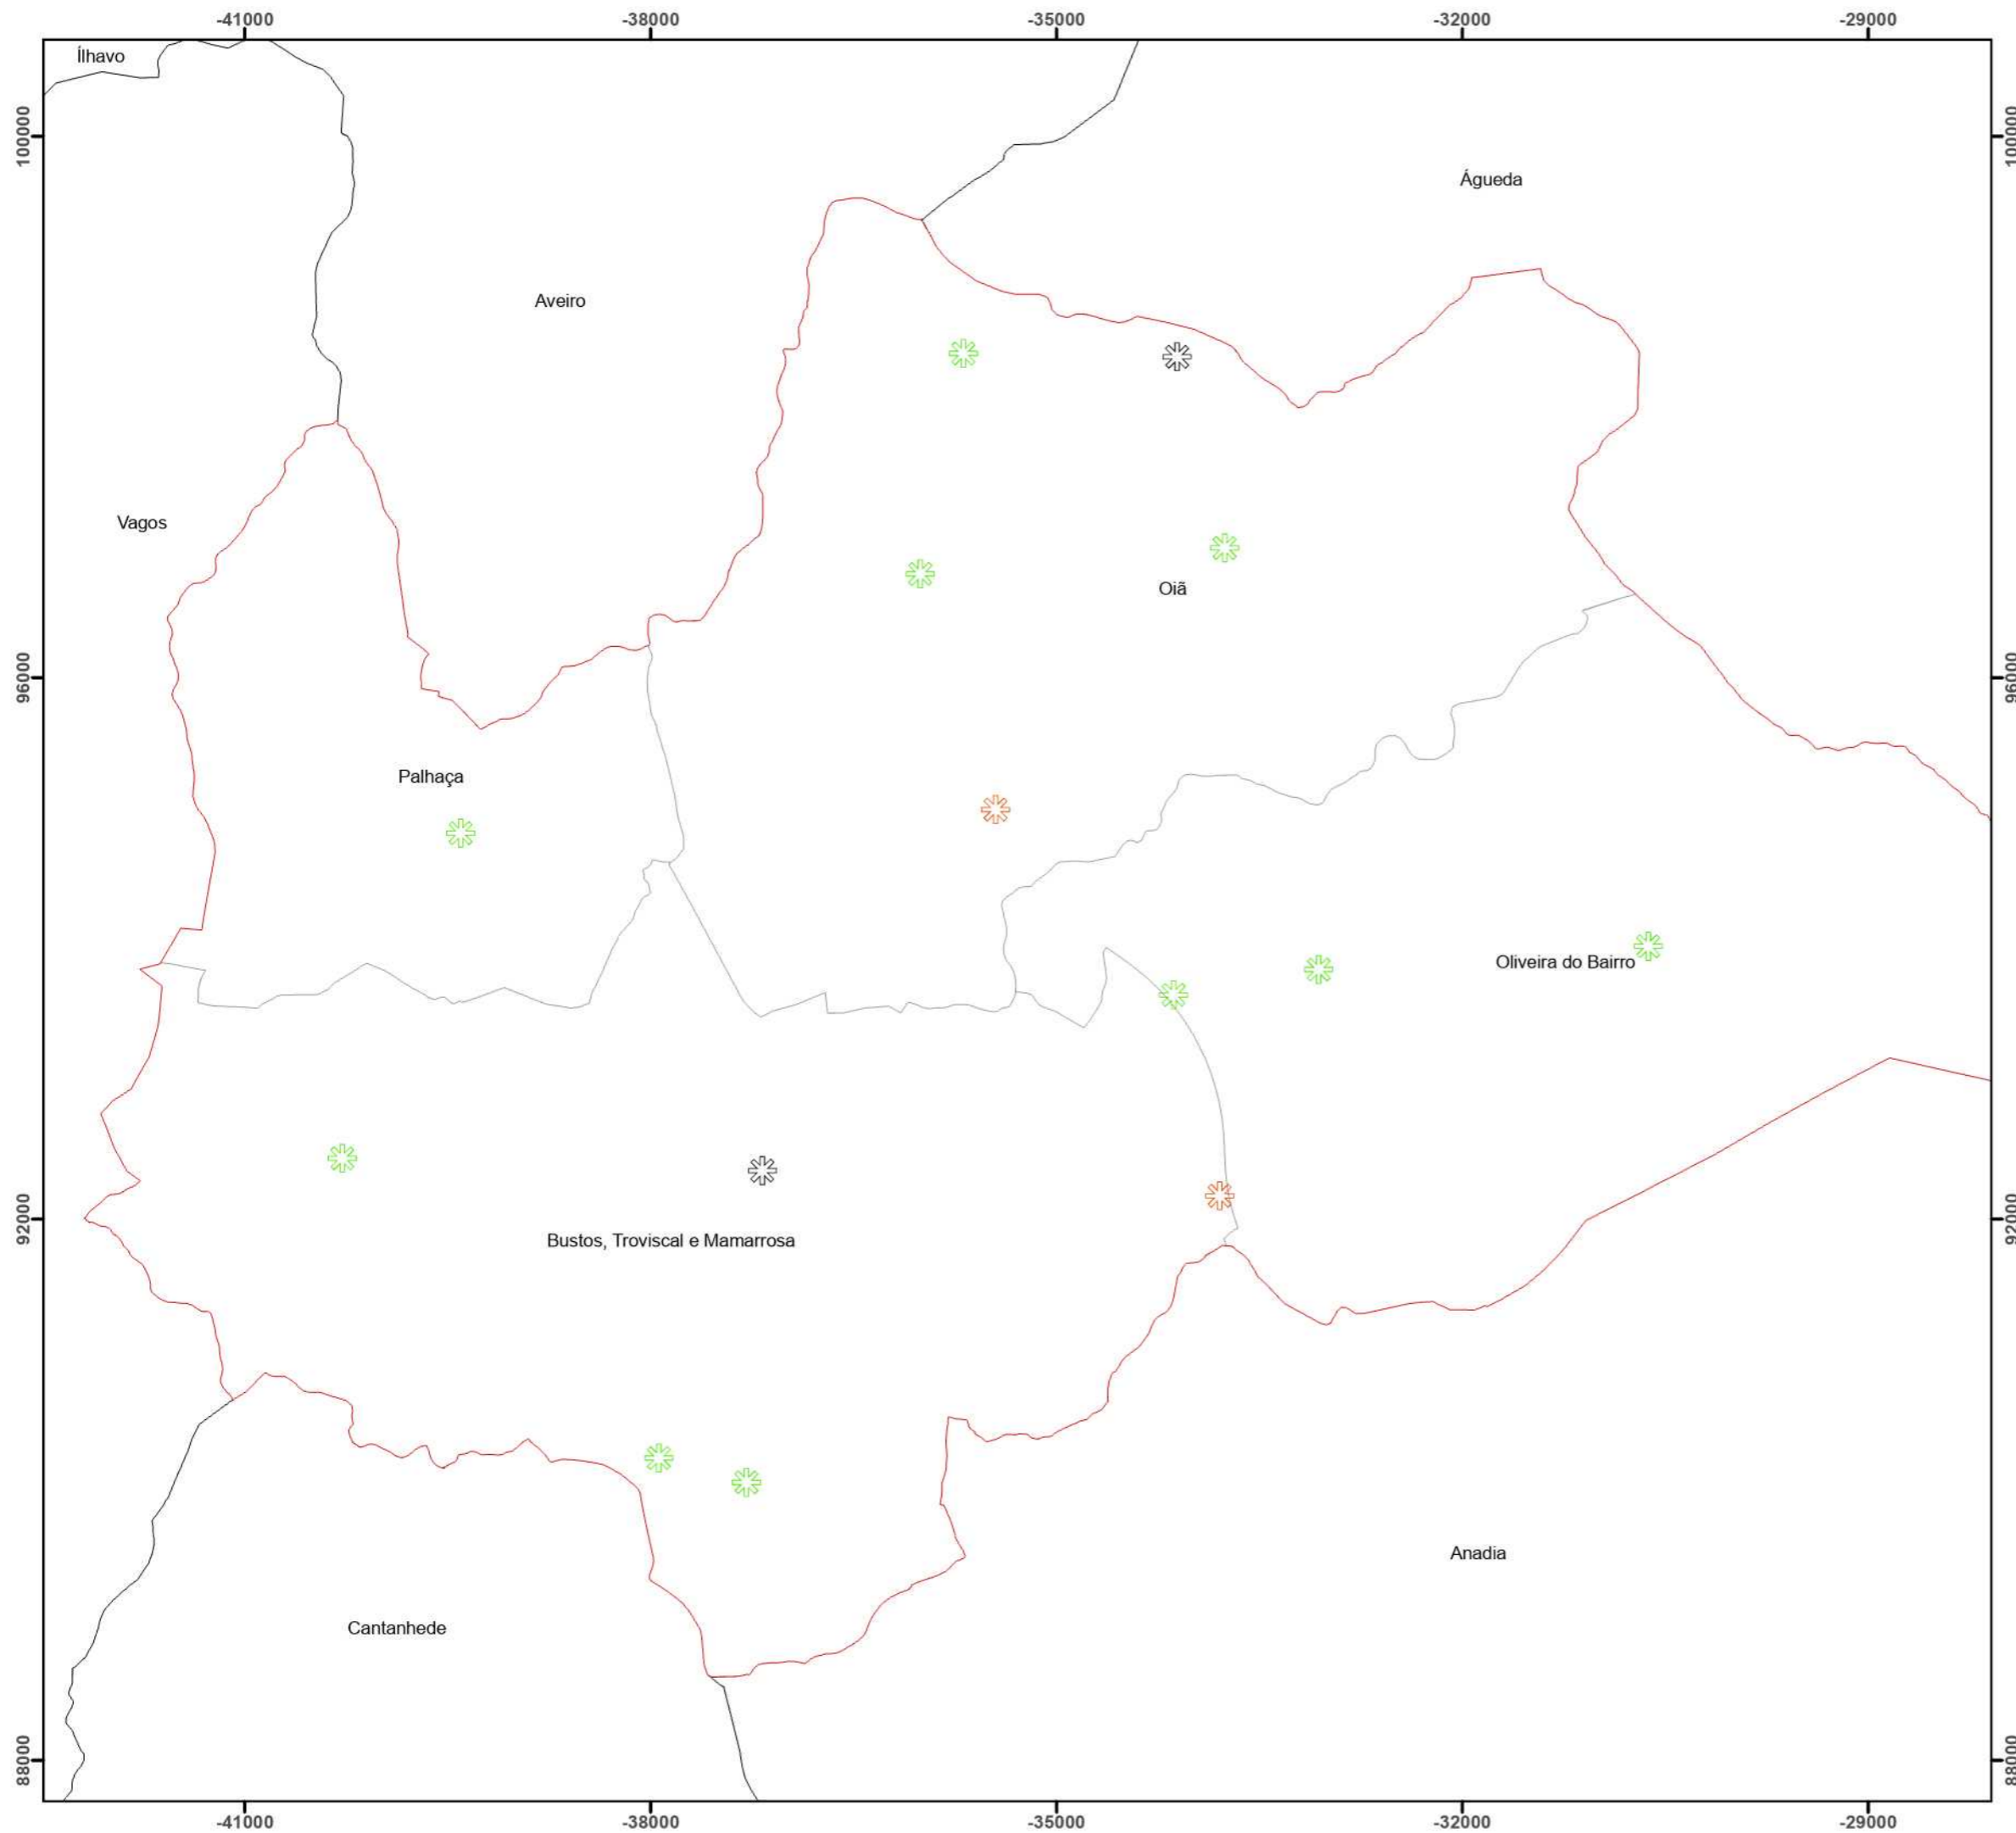 -41000 -38000 -35000 -32000 -29000
Ílhavo
100000 100000
Águeda
Aveiro
Vagos
Oiã
96000 96000
Palhaça
Oliveira do Bairro
92000 92000
Bustos, Troviscal e Mamarrosa
Anadia
Cantanhede
88000 88000
-41000 -38000 -35000 -32000 -29000